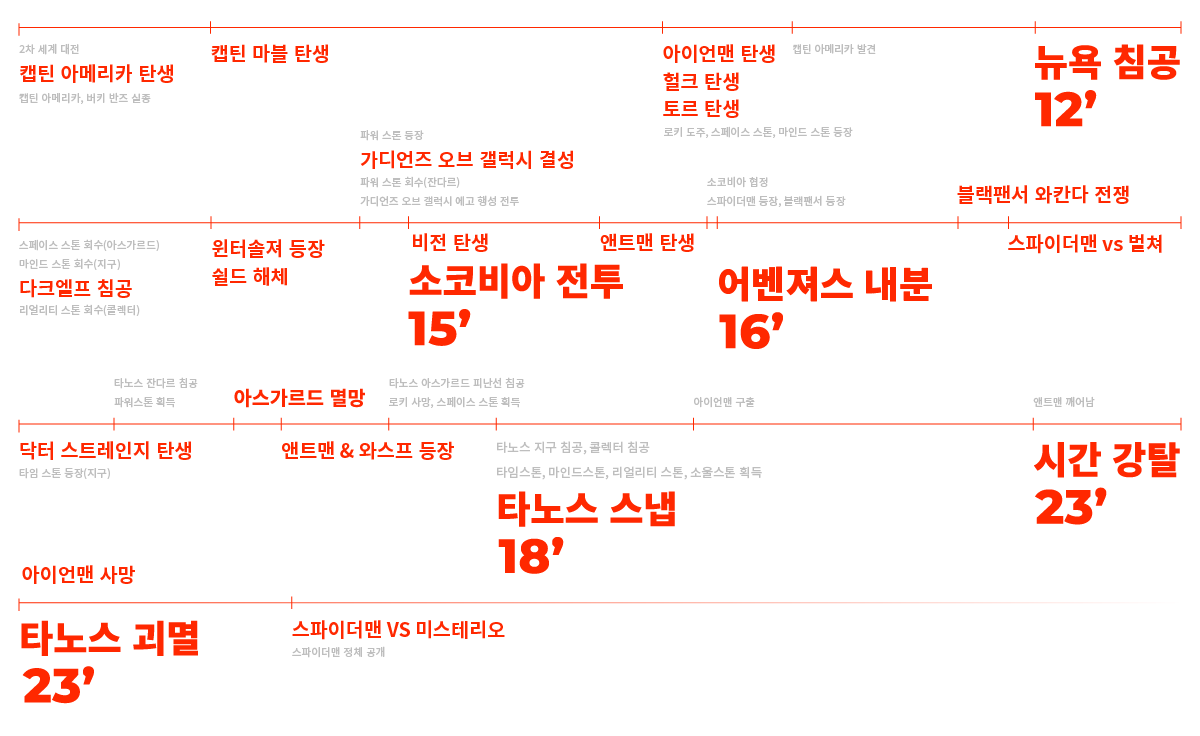 2차 세계 대전
캡틴 아메리카 탄생
캡틴 아메리카, 버키 반즈 실종
캡틴 마블 탄생
아이언맨 탄생
헐크 탄생
토르 탄생
로키 도주, 스페이스 스톤, 마인드 스톤 등장
캡틴 아메리카 발견
뉴욕 침공
12’
파워 스톤 등장
가디언즈 오브 갤럭시 결성
파워 스톤 회수(잔다르)
가디언즈 오브 갤럭시 에고 행성 전투
소코비아 협정
스파이더맨 등장, 블랙팬서 등장
블랙팬서 와칸다 전쟁
스페이스 스톤 회수(아스가르드)
마인드 스톤 회수(지구)
다크엘프 침공
리얼리티 스톤 회수(콜렉터)
윈터솔져 등장
쉴드 해체
비전 탄생
소코비아 전투
15’
앤트맨 탄생
어벤져스 내분
16’
스파이더맨 vs 벌쳐
타노스 잔다르 침공
파워스톤 획득
아스가르드 멸망
타노스 아스가르드 피난선 침공
로키 사망, 스페이스 스톤 획득
아이언맨 구출
앤트맨 깨어남
닥터 스트레인지 탄생
타임 스톤 등장(지구)
앤트맨 & 와스프 등장
타노스 지구 침공, 콜렉터 침공
타임스톤, 마인드스톤, 리얼리티 스톤, 소울스톤 획득
타노스 스냅
18’
시간 강탈
23’
아이언맨 사망
타노스 괴멸
23’
스파이더맨 VS 미스테리오
스파이더맨 정체 공개